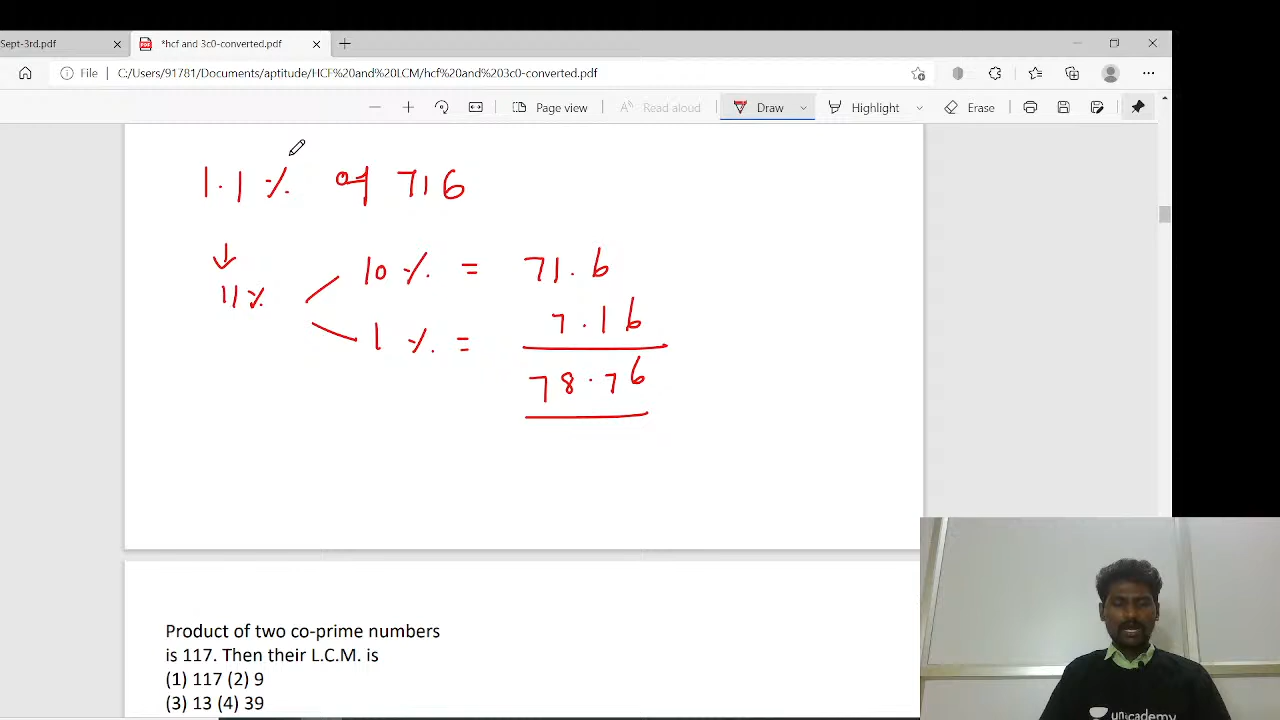 Sept-3rd.pdf
*hcf and 3c0-converted.pdf
File
C:/Users/91781/Documents/aptitude/HCF%20and%20LCM/hcf%20and%203c0-converted.pdf
Page view
Read aloud
Draw
Highlight
Erase
1.1% of 716
10% = 71.6
11%
1% = 7.16
78.76
Product of two co-prime numbers
is 117. Then their L.C.M. is
(1) 117 (2) 9
(3) 13 (4) 39
unacademy